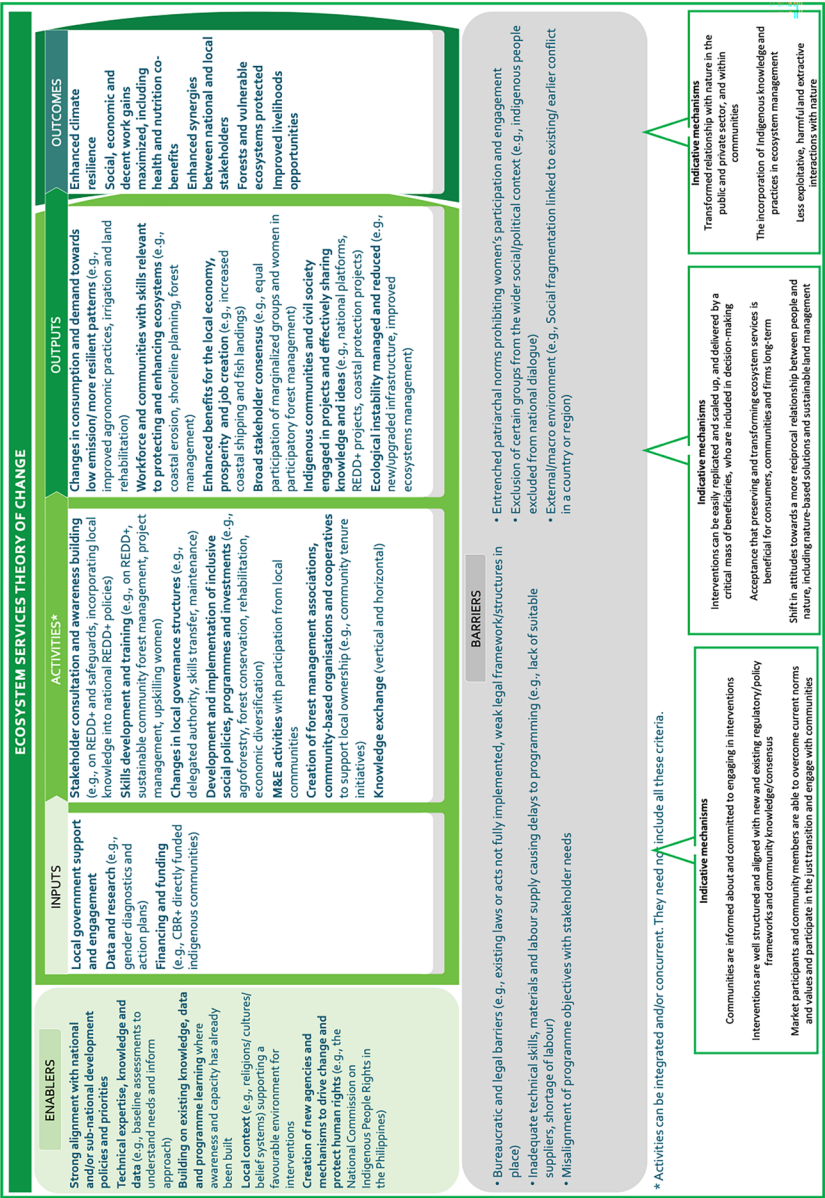 ECOSYSTEM SERVICES THEORY OF CHANGE
ENABLERS
Strong alignment with national
and/or sub-national development
policies and priorities
Technical expertise, knowledge and
data (e.g., baseline assessments to
understand needs and inform
approach)
Building on existing knowledge, data
and programme learning where
awareness and capacity has already
been built
Local context (e.g., religions/ cultures/
belief systems) supporting a
favourable environment for
interventions
Creation of new agencies and
mechanisms to drive change and
protect human rights (e.g., the
National Commission on
Indigenous People Rights in
the Philippines)
INPUTS
Local government support
and engagement
Data and research (e.g.,
gender diagnostics and
action plans)
Financing and funding
(e.g., CBR+ directly funded
indigenous communities)
ACTIVITIES*
Stakeholder consultation and awareness building
(e.g., on REDD+ and safeguards, incorporating local
knowledge into national REDD+ policies)
Skills development and training (e.g., on REDD+,
sustainable community forest management, project
management, upskilling women)
Changes in local governance structures (e.g.,
delegated authority, skills transfer, maintenance)
Development and implementation of inclusive
social policies, programmes and investments (e.g.,
agroforestry, forest conservation, rehabilitation,
economic diversification)
M&E activities with participation from local
communities
Creation of forest management associations,
community-based organisations and cooperatives
to support local ownership (e.g., community tenure
initiatives)
Knowledge exchange (vertical and horizontal)
OUTPUTS
Changes in consumption and demand towards
low emission/ more resilient patterns (e.g.,
improved agronomic practices, irrigation and land
rehabilitation)
Workforce and communities with skills relevant
to protecting and enhancing ecosystems (e.g.,
coastal erosion, shoreline planning, forest
management)
Enhanced benefits for the local economy,
prosperity and job creation (e.g., increased
coastal shipping and fish landings)
Broad stakeholder consensus (e.g., equal
participation of marginalized groups and women in
participatory forest management)
Indigenous communities and civil society
engaged in projects and effectively sharing
knowledge and ideas (e.g., national platforms,
REDD+ projects, coastal protection projects)
Ecological instability managed and reduced (e.g.,
new/upgraded infrastructure, improved
ecosystems management)
OUTCOMES
Enhanced climate
resilience
Social, economic and
decent work gains
maximized, including
health and nutrition co-
benefits
Enhanced synergies
between national and local
stakeholders
Forests and vulnerable
ecosystems protected
Improved livelihoods
opportunities
BARRIERS
• Bureaucratic and legal barriers (e.g., existing laws or acts not fully implemented, weak legal framework/structures in
place)
• Inadequate technical skills, materials and labour supply causing delays to programming (e.g., lack of suitable
suppliers, shortage of labour)
• Misalignment of programme objectives with stakeholder needs
• Entrenched patriarchal norms prohibiting women's participation and engagement
• Exclusion of certain groups from the wider social/political context (e.g., indigenous people
excluded from national dialogue)
• External/macro environment (e.g., Social fragmentation linked to existing/ earlier conflict
in a country or region)
* Activities can be integrated and/or concurrent. They need not include all these criteria.
Indicative mechanisms
Communities are informed about and committed to engaging in interventions
Interventions are well structured and aligned with new and existing regulatory/policy
frameworks and community knowledge/consensus
Market participants and community members are able to overcome current norms
and values and participate in the just transition and engage with communities
Indicative mechanisms
Interventions can be easily replicated and scaled up, and delivered by a
critical mass of beneficiaries, who are included in decision-making
Acceptance that preserving and transforming ecosystem services is
beneficial for consumers, communities and firms long-term
Shift in attitudes towards a more reciprocal relationship between people and
nature, including nature-based solutions and sustainable land management
Indicative mechanisms
Transformed relationship with nature in the
public and private sector, and within
communities
The incorporation of Indigenous knowledge and
practices in ecosystem management
Less exploitative, harmful and extractive
interactions with nature